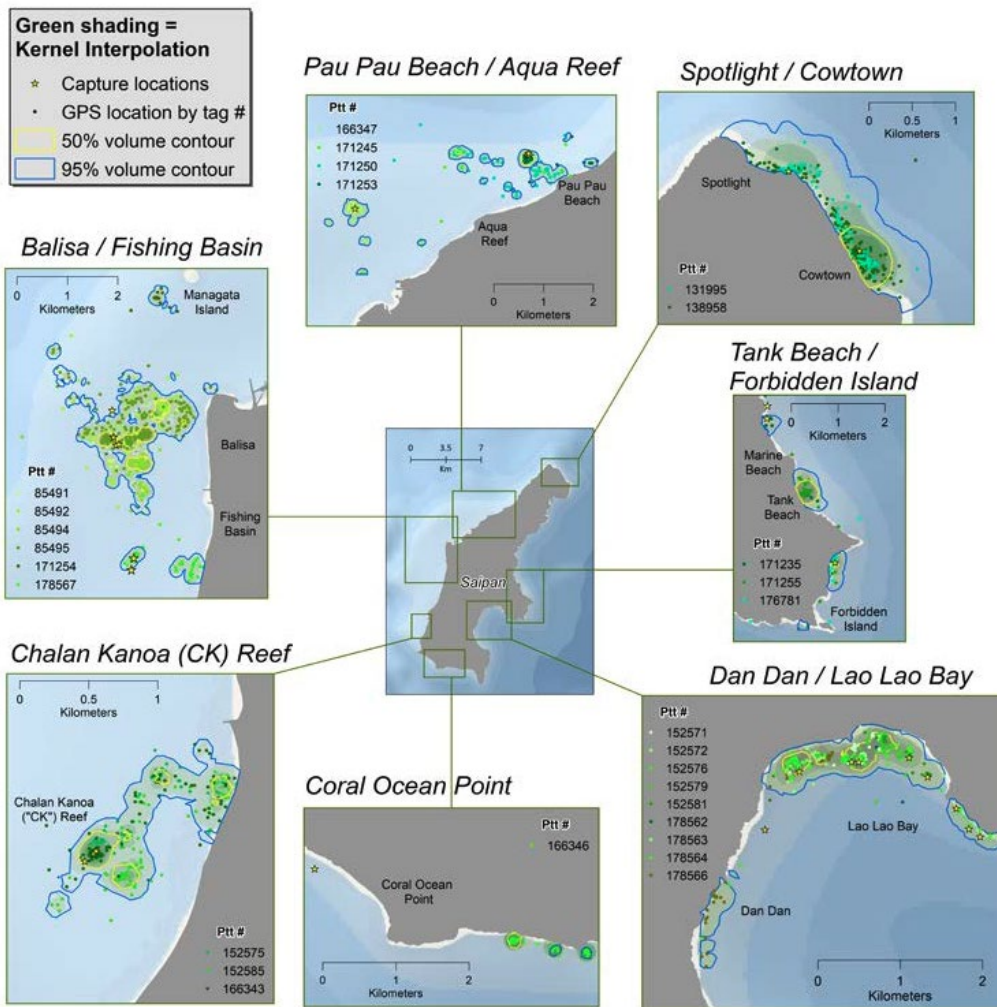 Green shading =
Kernel Interpolation
Capture locations
GPS location by tag #
50% volume contour
95% volume contour
Pau Pau Beach / Aqua Reef
Ptt #
166347
171245
171250
171253
Pau Pau
Beach
Aqua
Reef
0 1 2
Kilometers
Spotlight / Cowtown
0 0.5 1
Kilometers
Spotlight
Cowtown
Ptt #
131995
138958
Balisa / Fishing Basin
0 1 2
Kilometers
Managata
Island
Balisa
Ptt #
85491
85492
85494
85495
171254
178567
Fishing
Basin
Tank Beach /
Forbidden Island
0 1 2
Kilometers
Marine
Beach
Tank
Beach
Ptt #
171235
171255
176781
Forbidden
Island
0 3.5 7
Km
Saipan
Chalan Kanoa (CK) Reef
0 0.5 1
Kilometers
Chalan Kanoa
("CK") Reef
Ptt #
152575
152585
166343
Coral Ocean Point
Ptt #
166346
Coral Ocean
Point
0 1 2
Kilometers
Dan Dan / Lao Lao Bay
Ptt #
152571
152572
152576
152579
152581
178562
178563
178564
178566
Lao Lao Bay
Dan Dan
0 1 2
Kilometers